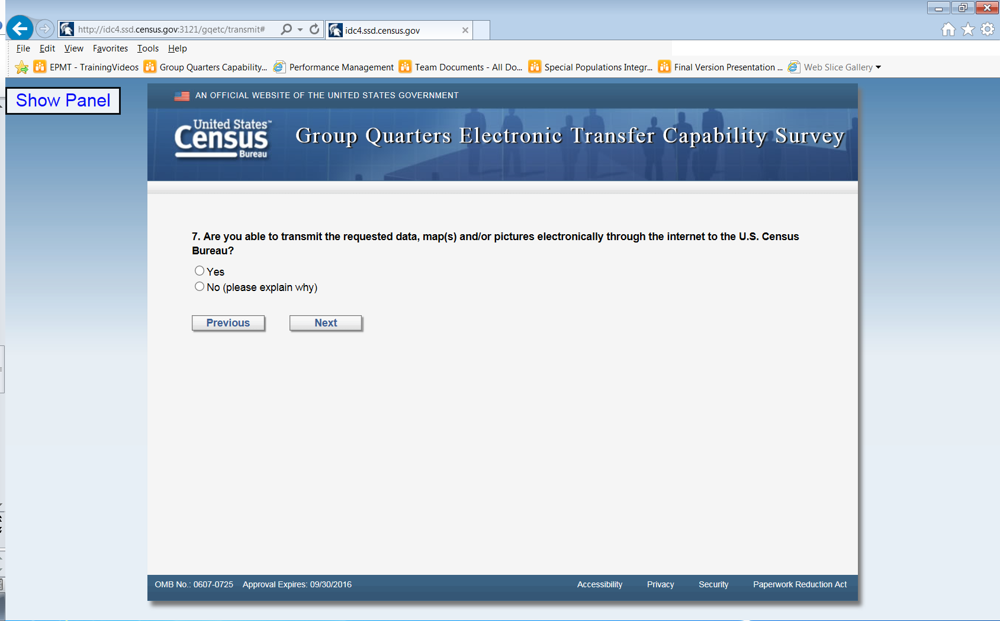 http://idc4.ssd.census.gov:3121/gqetc/transmit#
idc4.ssd.census.gov
File Edit View Favorites Tools Help
EPMT - TrainingVideos Group Quarters Capability... Performance Management Team Documents - All Do... Special Populations Integr... Final Version Presentation ... Web Slice Gallery
Show Panel
AN OFFICIAL WEBSITE OF THE UNITED STATES GOVERNMENT
United States™
Census
Bureau
Group Quarters Electronic Transfer Capability Survey
7. Are you able to transmit the requested data, map(s) and/or pictures electronically through the internet to the U.S. Census
Bureau?
Yes
No (please explain why)
Previous Next
OMB No.: 0607-0725 Approval Expires: 09/30/2016 Accessibility Privacy Security Paperwork Reduction Act